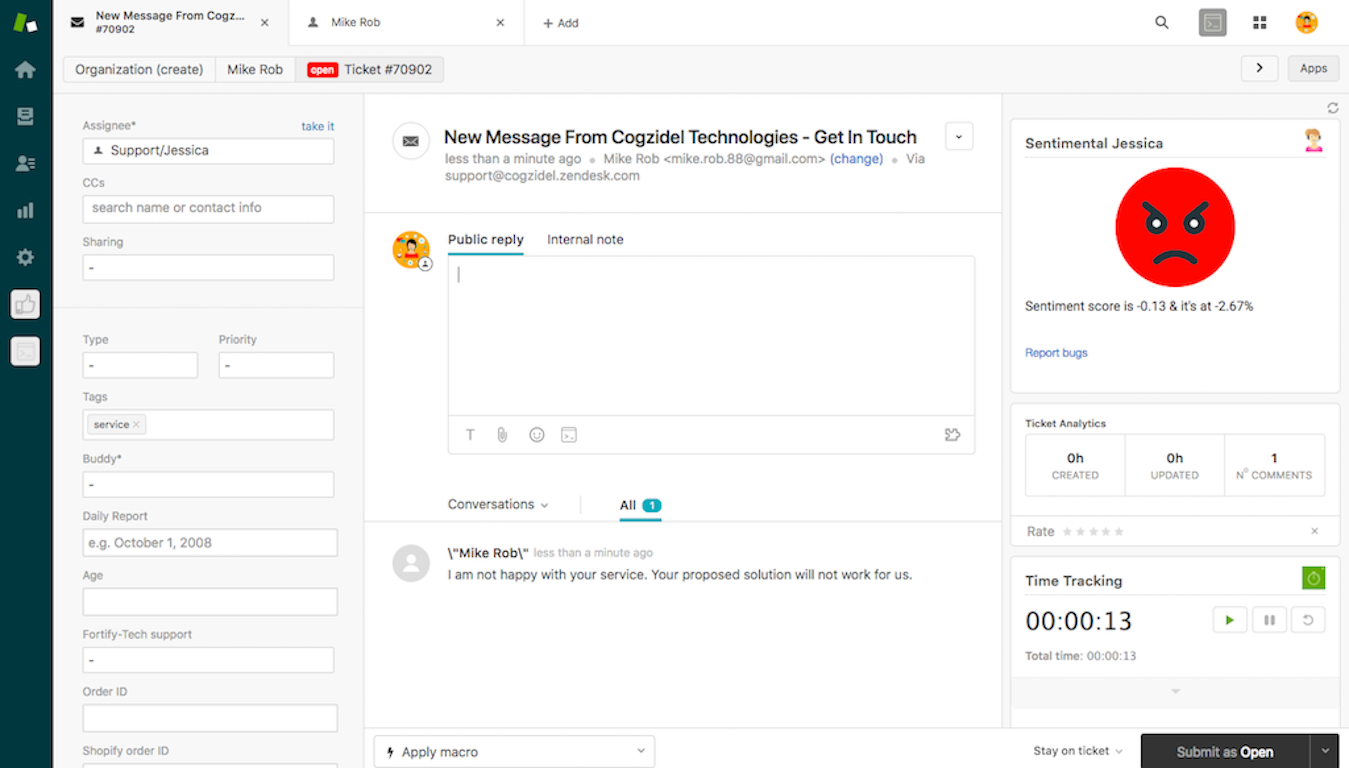 New Message From Cogz...
#70902
Mike Rob
+ Add
Organization (create)
Mike Rob
open Ticket #70902
Apps
Assignee*
take it
Support/Jessica
CCs
search name or contact info
Sharing
-
Type
Priority
-
-
Tags
service ×
Buddy*
-
Daily Report
e.g. October 1, 2008
Age
Fortify-Tech support
-
Order ID
Shopify order ID
New Message From Cogzidel Technologies - Get In Touch
less than a minute ago • Mike Rob <mike.rob.88@gmail.com> (change) • Via
support@cogzidel.zendesk.com
Public reply
Internal note
T
Conversations
All 1
\"Mike Rob\" less than a minute ago
I am not happy with your service. Your proposed solution will not work for us.
Apply macro
Sentimental Jessica
Sentiment score is -0.13 & it's at -2.67%
Report bugs
Ticket Analytics
0h
CREATED
0h
UPDATED
1
N° COMMENTS
Rate
Time Tracking
00:00:13
Total time: 00:00:13
Stay on ticket
Submit as Open